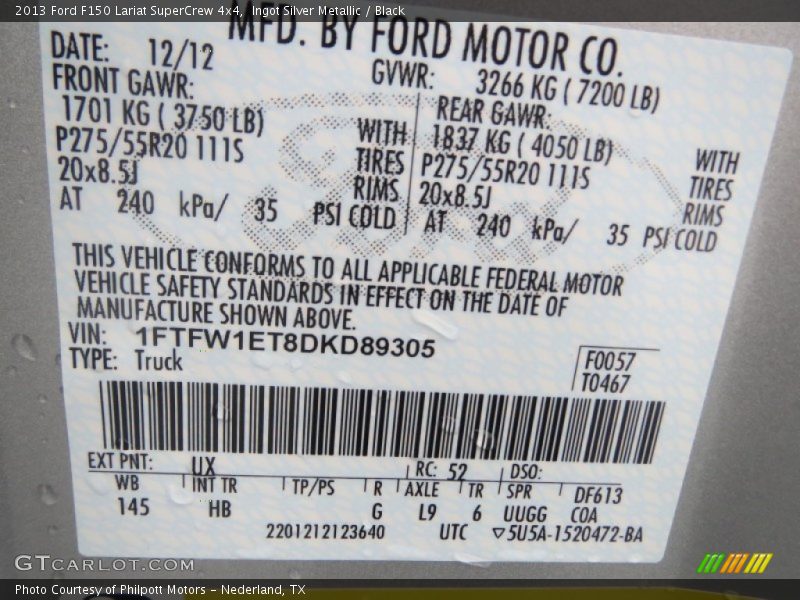 2013 Ford F150 Lariat SuperCrew 4x4, Ingot Silver Metallic / Black
MFD. BY FORD MOTOR CO.
DATE: 12/12
GVWR: 3266 KG ( 7200 LB)
FRONT GAWR:
1701 KG ( 3750 LB)
WITH
P275/55R20 111S
TIRES
20x8.5J
RIMS
AT 240 kPa/ 35 PSI COLD
REAR GAWR:
1837 KG ( 4050 LB)
WITH
P275/55R20 111S
TIRES
20x8.5J
RIMS
AT 240 kPa/ 35 PSI COLD
THIS VEHICLE CONFORMS TO ALL APPLICABLE FEDERAL MOTOR
VEHICLE SAFETY STANDARDS IN EFFECT ON THE DATE OF
MANUFACTURE SHOWN ABOVE.
VIN: 1FTFW1ET8DKD89305
TYPE: Truck
F0057
T0467
EXT PNT: UX RC: 52 DSO:
WB INT TR TP/PS R AXLE TR SPR DF613
145 HB G L9 6 UUGG COA
2201212123640 UTC ▽5U5A-1520472-BA
GTCARLOT.COM
Photo Courtesy of Philpott Motors – Nederland, TX